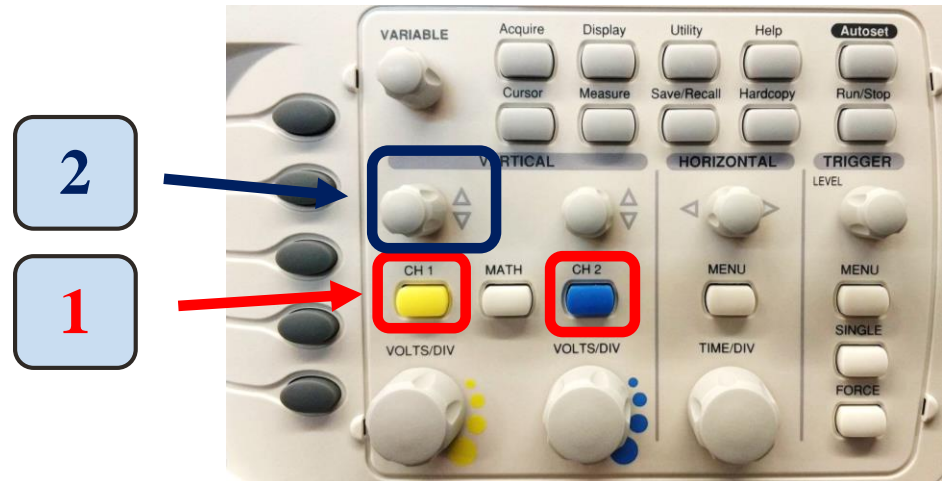 VARIABLE
Acquire Display Utility Help Autoset
Cursor Measure Save/Recall Hardcopy Run/Stop
2
VERTICAL HORIZONTAL TRIGGER
LEVEL
1
CH 1 MATH CH 2 MENU MENU
SINGLE
VOLTS/DIV VOLTS/DIV TIME/DIV
FORCE